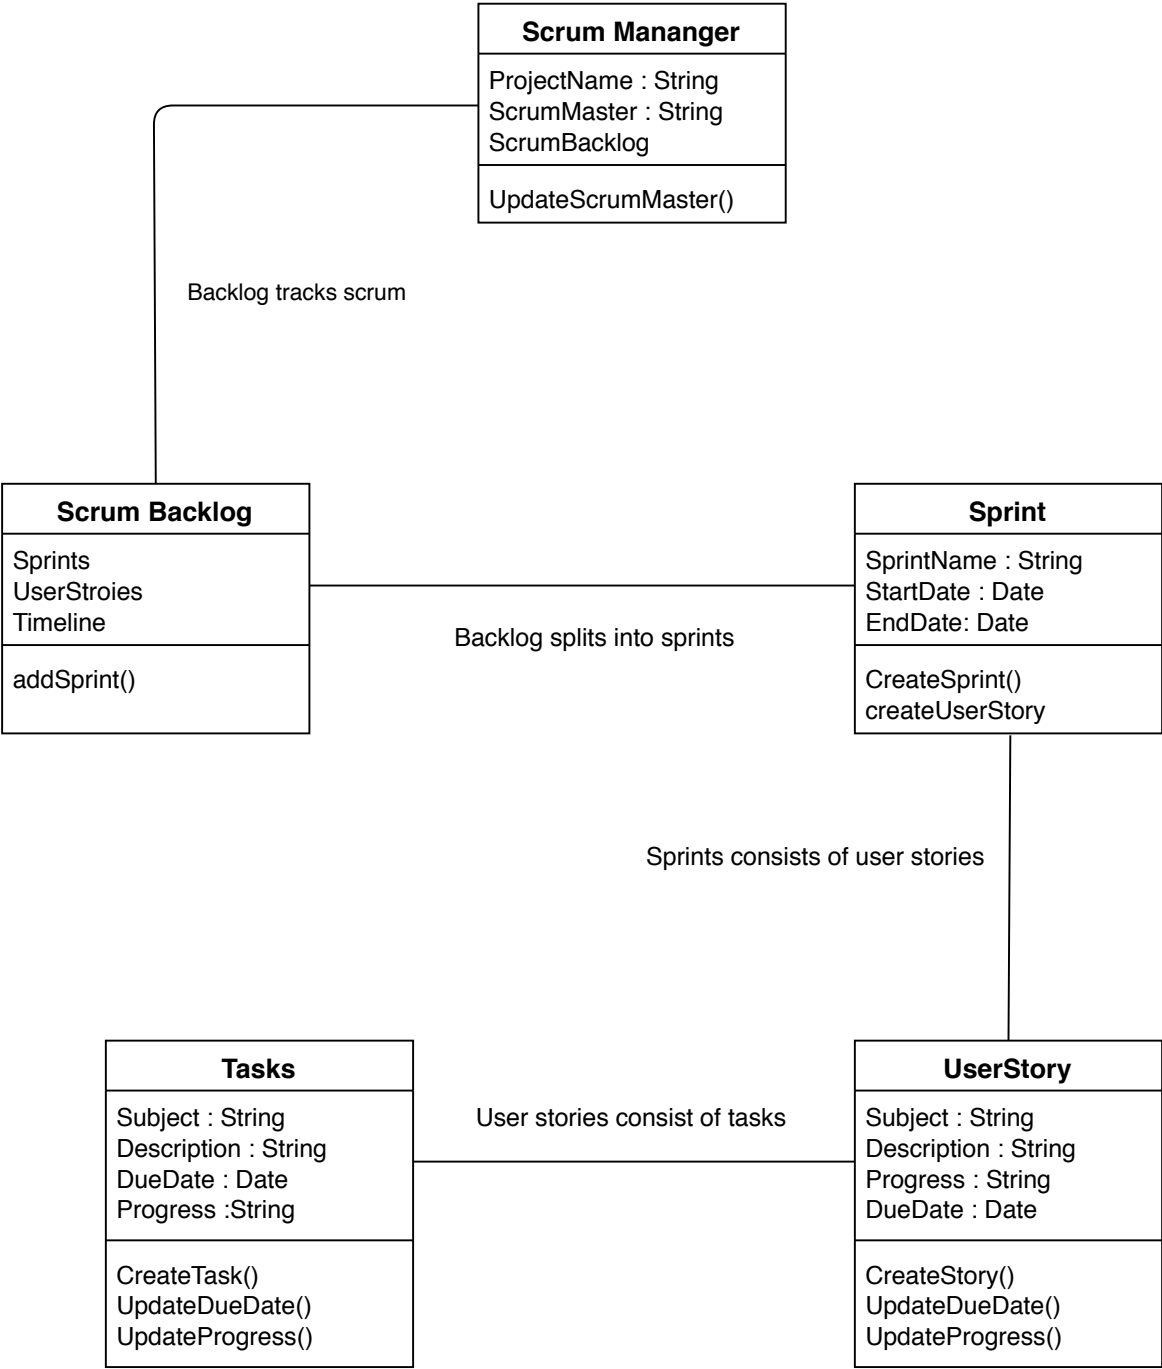 Scrum Mananger
ProjectName : String
ScrumMaster : String
ScrumBacklog
UpdateScrumMaster()
Backlog tracks scrum
Scrum Backlog
Sprints
UserStroies
Timeline
addSprint()
Backlog splits into sprints
Sprint
SprintName : String
StartDate : Date
EndDate: Date
CreateSprint()
createUserStory
Sprints consists of user stories
Tasks
Subject : String
Description : String
DueDate : Date
Progress :String
CreateTask()
UpdateDueDate()
UpdateProgress()
User stories consist of tasks
UserStory
Subject : String
Description : String
Progress : String
DueDate : Date
CreateStory()
UpdateDueDate()
UpdateProgress()